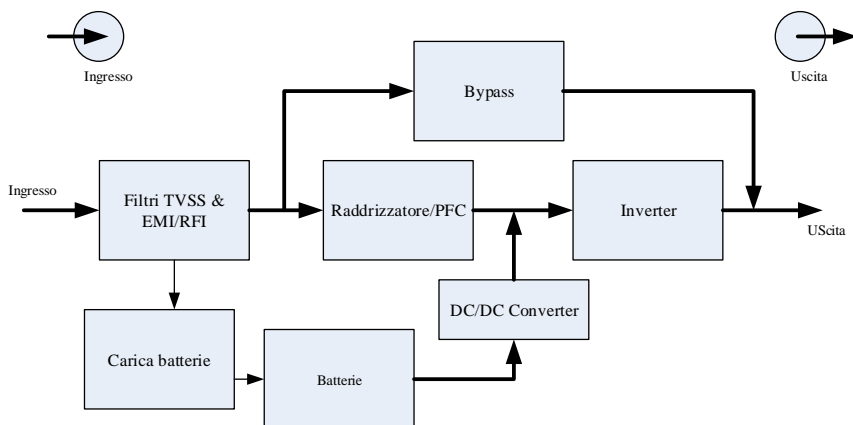 Ingresso
Uscita
Bypass
Ingresso
Filtri TVSS &
EMI/RFI
Raddrizzatore/PFC
Inverter
UScita
DC/DC Converter
Carica batterie
Batterie